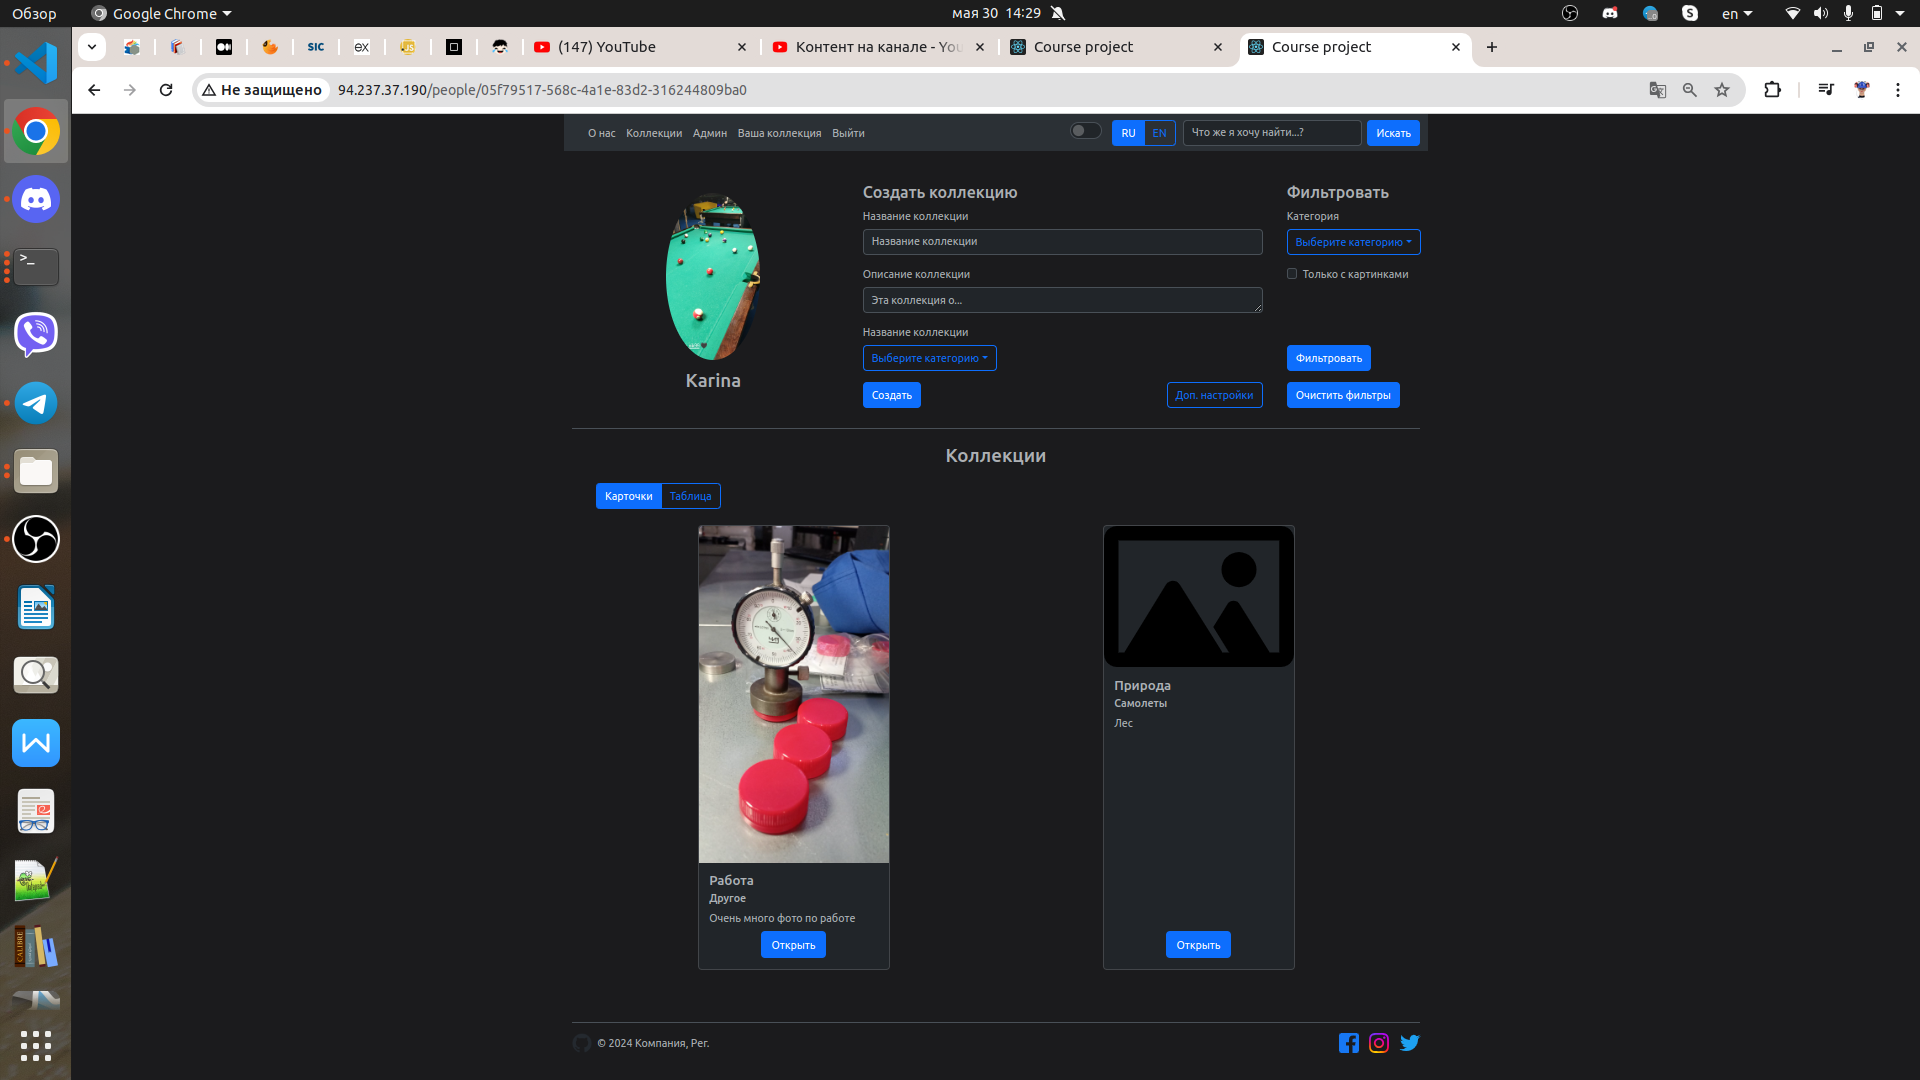 Обзор
Google Chrome
мая 30 14:29
en
SIC
ex
JS
(147) YouTube
Контент на канале - You
Course project
Course project
Не защищено
94.237.37.190/people/05f79517-568c-4a1e-83d2-316244809ba0
О нас
Коллекции
Админ
Ваша коллекция
Выйти
RU
EN
Что же я хочу найти...?
Искать
Karina
Создать коллекцию
Название коллекции
Название коллекции
Описание коллекции
Эта коллекция о...
Название коллекции
Выберите категорию
Создать
Доп. настройки
Фильтровать
Категория
Выберите категорию
Только с картинками
Фильтровать
Очистить фильтры
Коллекции
Карточки
Таблица
Работа
Другое
Очень много фото по работе
Открыть
Природа
Самолеты
Лес
Открыть
CALIBRE
© 2024 Компания, Рег.